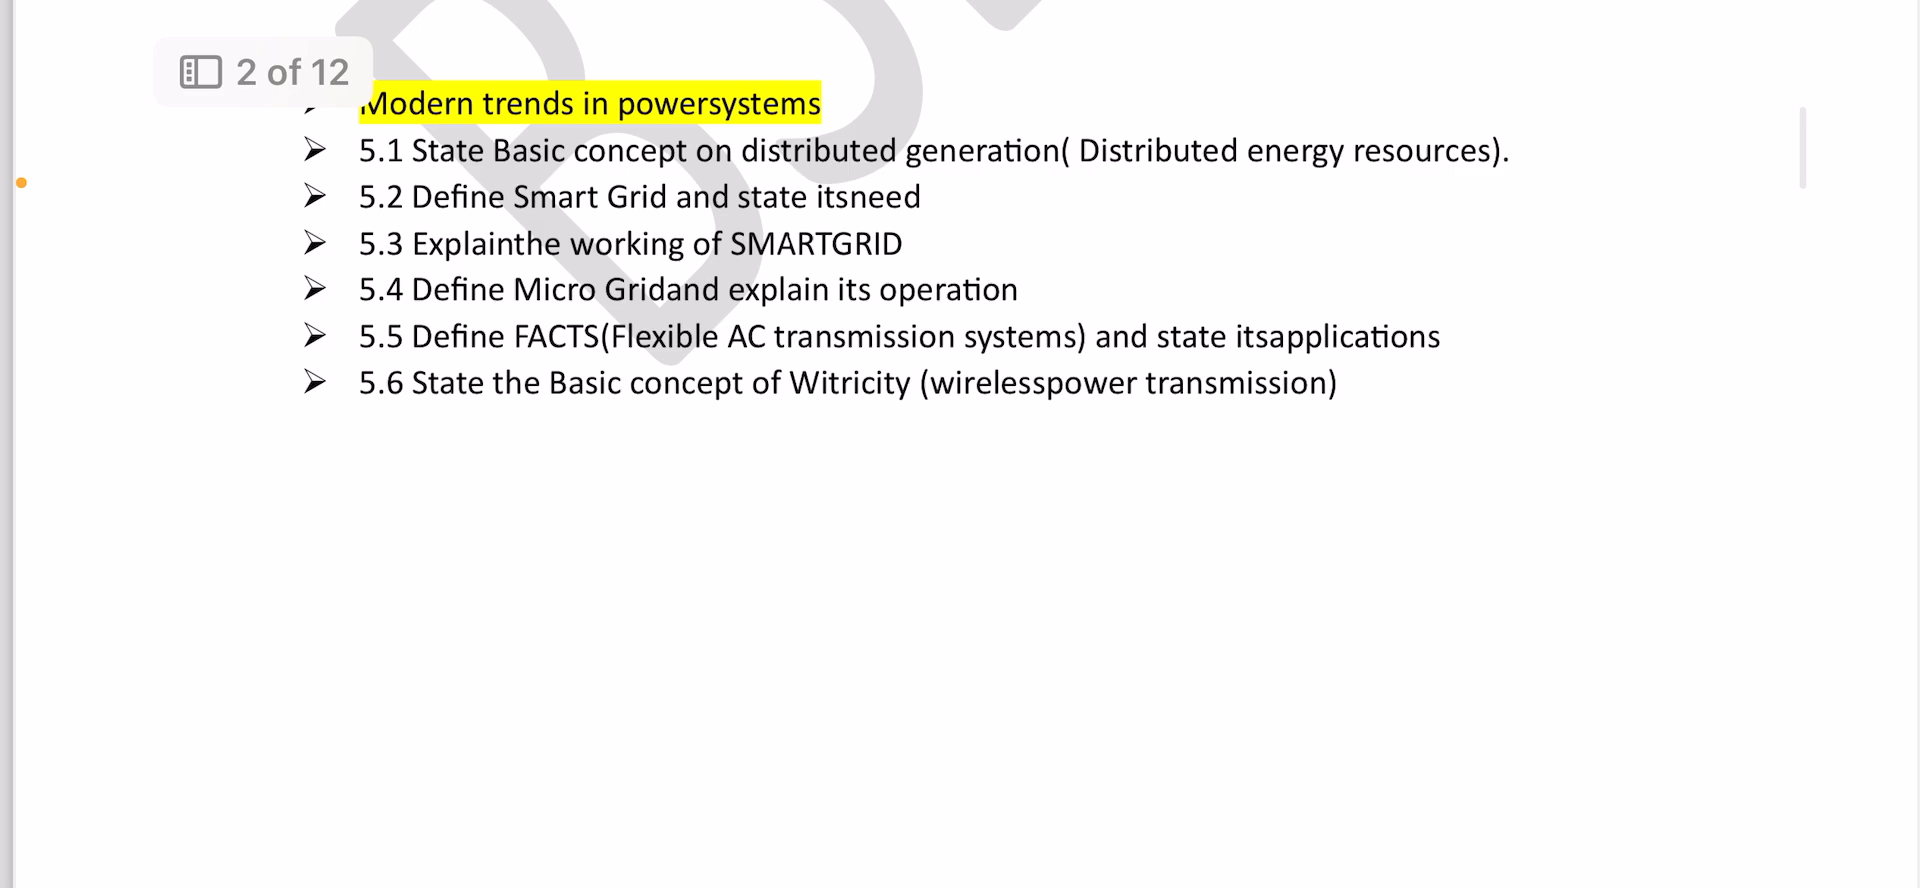 2 of 12
Modern trends in powersystems
➢ 5.1 State Basic concept on distributed generation( Distributed energy resources).
➢ 5.2 Define Smart Grid and state itsneed
➢ 5.3 Explainthe working of SMARTGRID
➢ 5.4 Define Micro Gridand explain its operation
➢ 5.5 Define FACTS(Flexible AC transmission systems) and state itsapplications
➢ 5.6 State the Basic concept of Witricity (wirelesspower transmission)